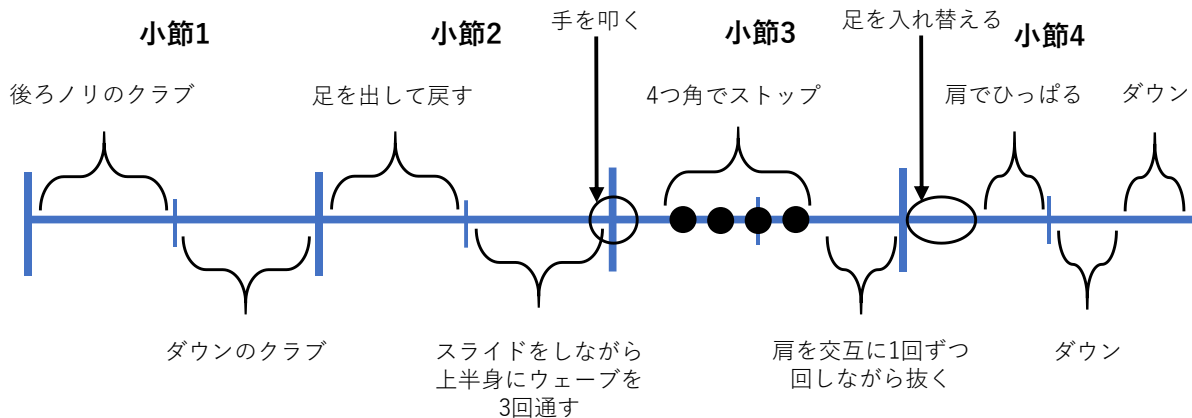 手を叩く
足を入れ替える
小節1
小節2
小節3
小節4
後ろノリのクラブ
足を出して戻す
4つ角でストップ
肩でひっぱる
ダウン
ダウンのクラブ
スライドをしながら
上半身にウェーブを
3回通す
肩を交互に1回ずつ
回しながら抜く
ダウン